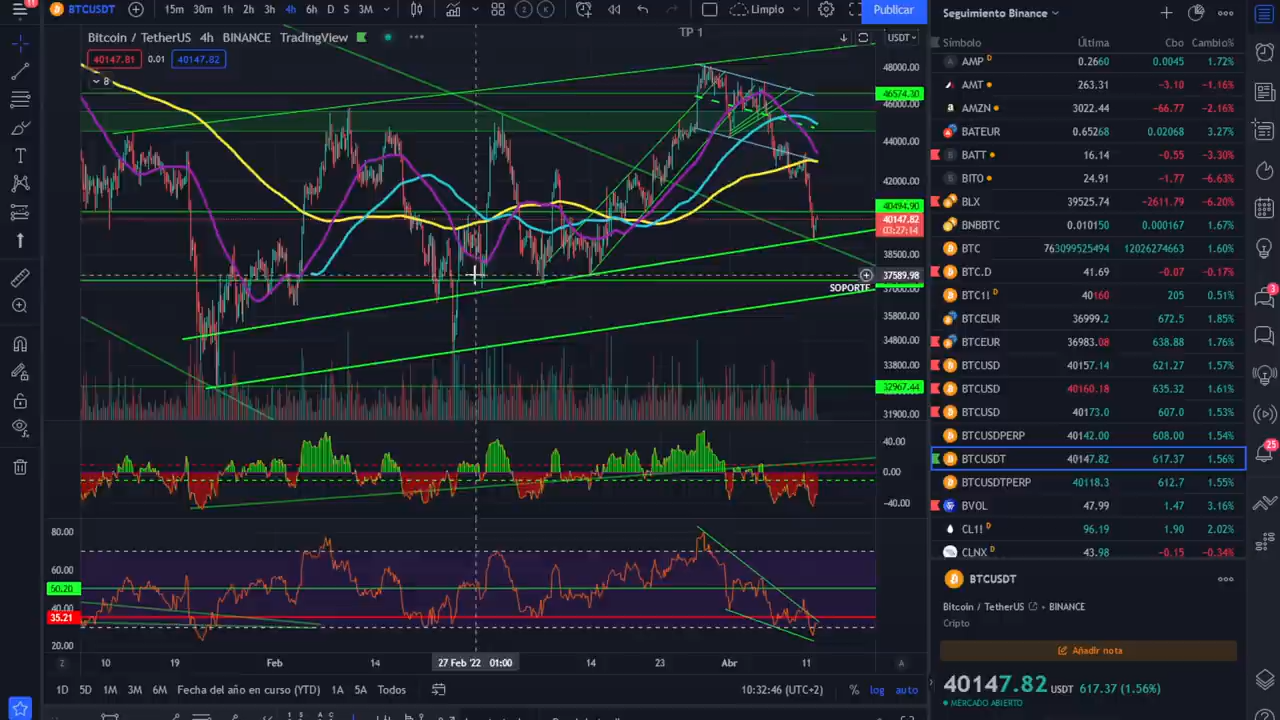 11
BTCUSDT 15m 30m 1h 2h 3h 4h 6h D S 3M Limplo Publicar
Bitcoin / TetherUS 4h BINANCE TradingView
40147.81 0.01 40147.82
8
TP 1
USDT
48000.00
46574.30
46000.00
44000.00
42000.00
40494.90
40147.82
03:27:14
38500.00
37589.98
SOPORTE
37000.00
35800.00
34800.00
33800.00
32967.44
31900.00
40.00
0.00
-40.00
80.00
60.00
50.20
40.00
35.21
20.00
Z 10 19 Feb 14 27 Feb '22 01:00 14 23 Abr 11 A
1D 5D 1M 3M 6M Fecha del año en curso (YTD) 1A 5A Todos 10:32:46 (UTC+2) % log auto
Seguimiento Binance
Símbolo Última Cbo Cambio%
AMP D 0.2660 0.0045 1.72%
AMT 263.31 -3.10 -1.16%
AMZN 3022.44 -66.77 -2.16%
BATEUR 0.65268 0.02068 3.27%
BATT 16.14 -0.55 -3.30%
BITO 24.91 -1.77 -6.63%
BLX 39525.74 -2611.79 -6.20%
BNBBTC 0.010150 0.000132 1.32%
BTC 763099525494 12026274663 1.60%
BTC.D 41.69 -0.07 -0.17%
BTC1! D 40160 205 0.51%
BTCEUR 36999.2 672.5 1.85%
BTCEUR 36983.08 638.88 1.76%
BTCUSD 40157.14 621.27 1.57%
BTCUSD 40160.18 635.32 1.61%
BTCUSD 40173.0 607.0 1.53%
BTCUSDPERP 40142.00 608.00 1.54%
BTCUSDT 40147.82 617.37 1.56%
BTCUSDTPERP 40118.3 612.7 1.55%
BVOL 47.99 1.47 3.16%
CL1! D 96.19 1.90 2.02%
CLNX D 43.98 -0.15 -0.34%
BTCUSDT
Bitcoin / TetherUS BINANCE
Cripto
Añadir nota
40147.82 USDT 617.37 (1.56%)
MERCADO ABIERTO
3
25